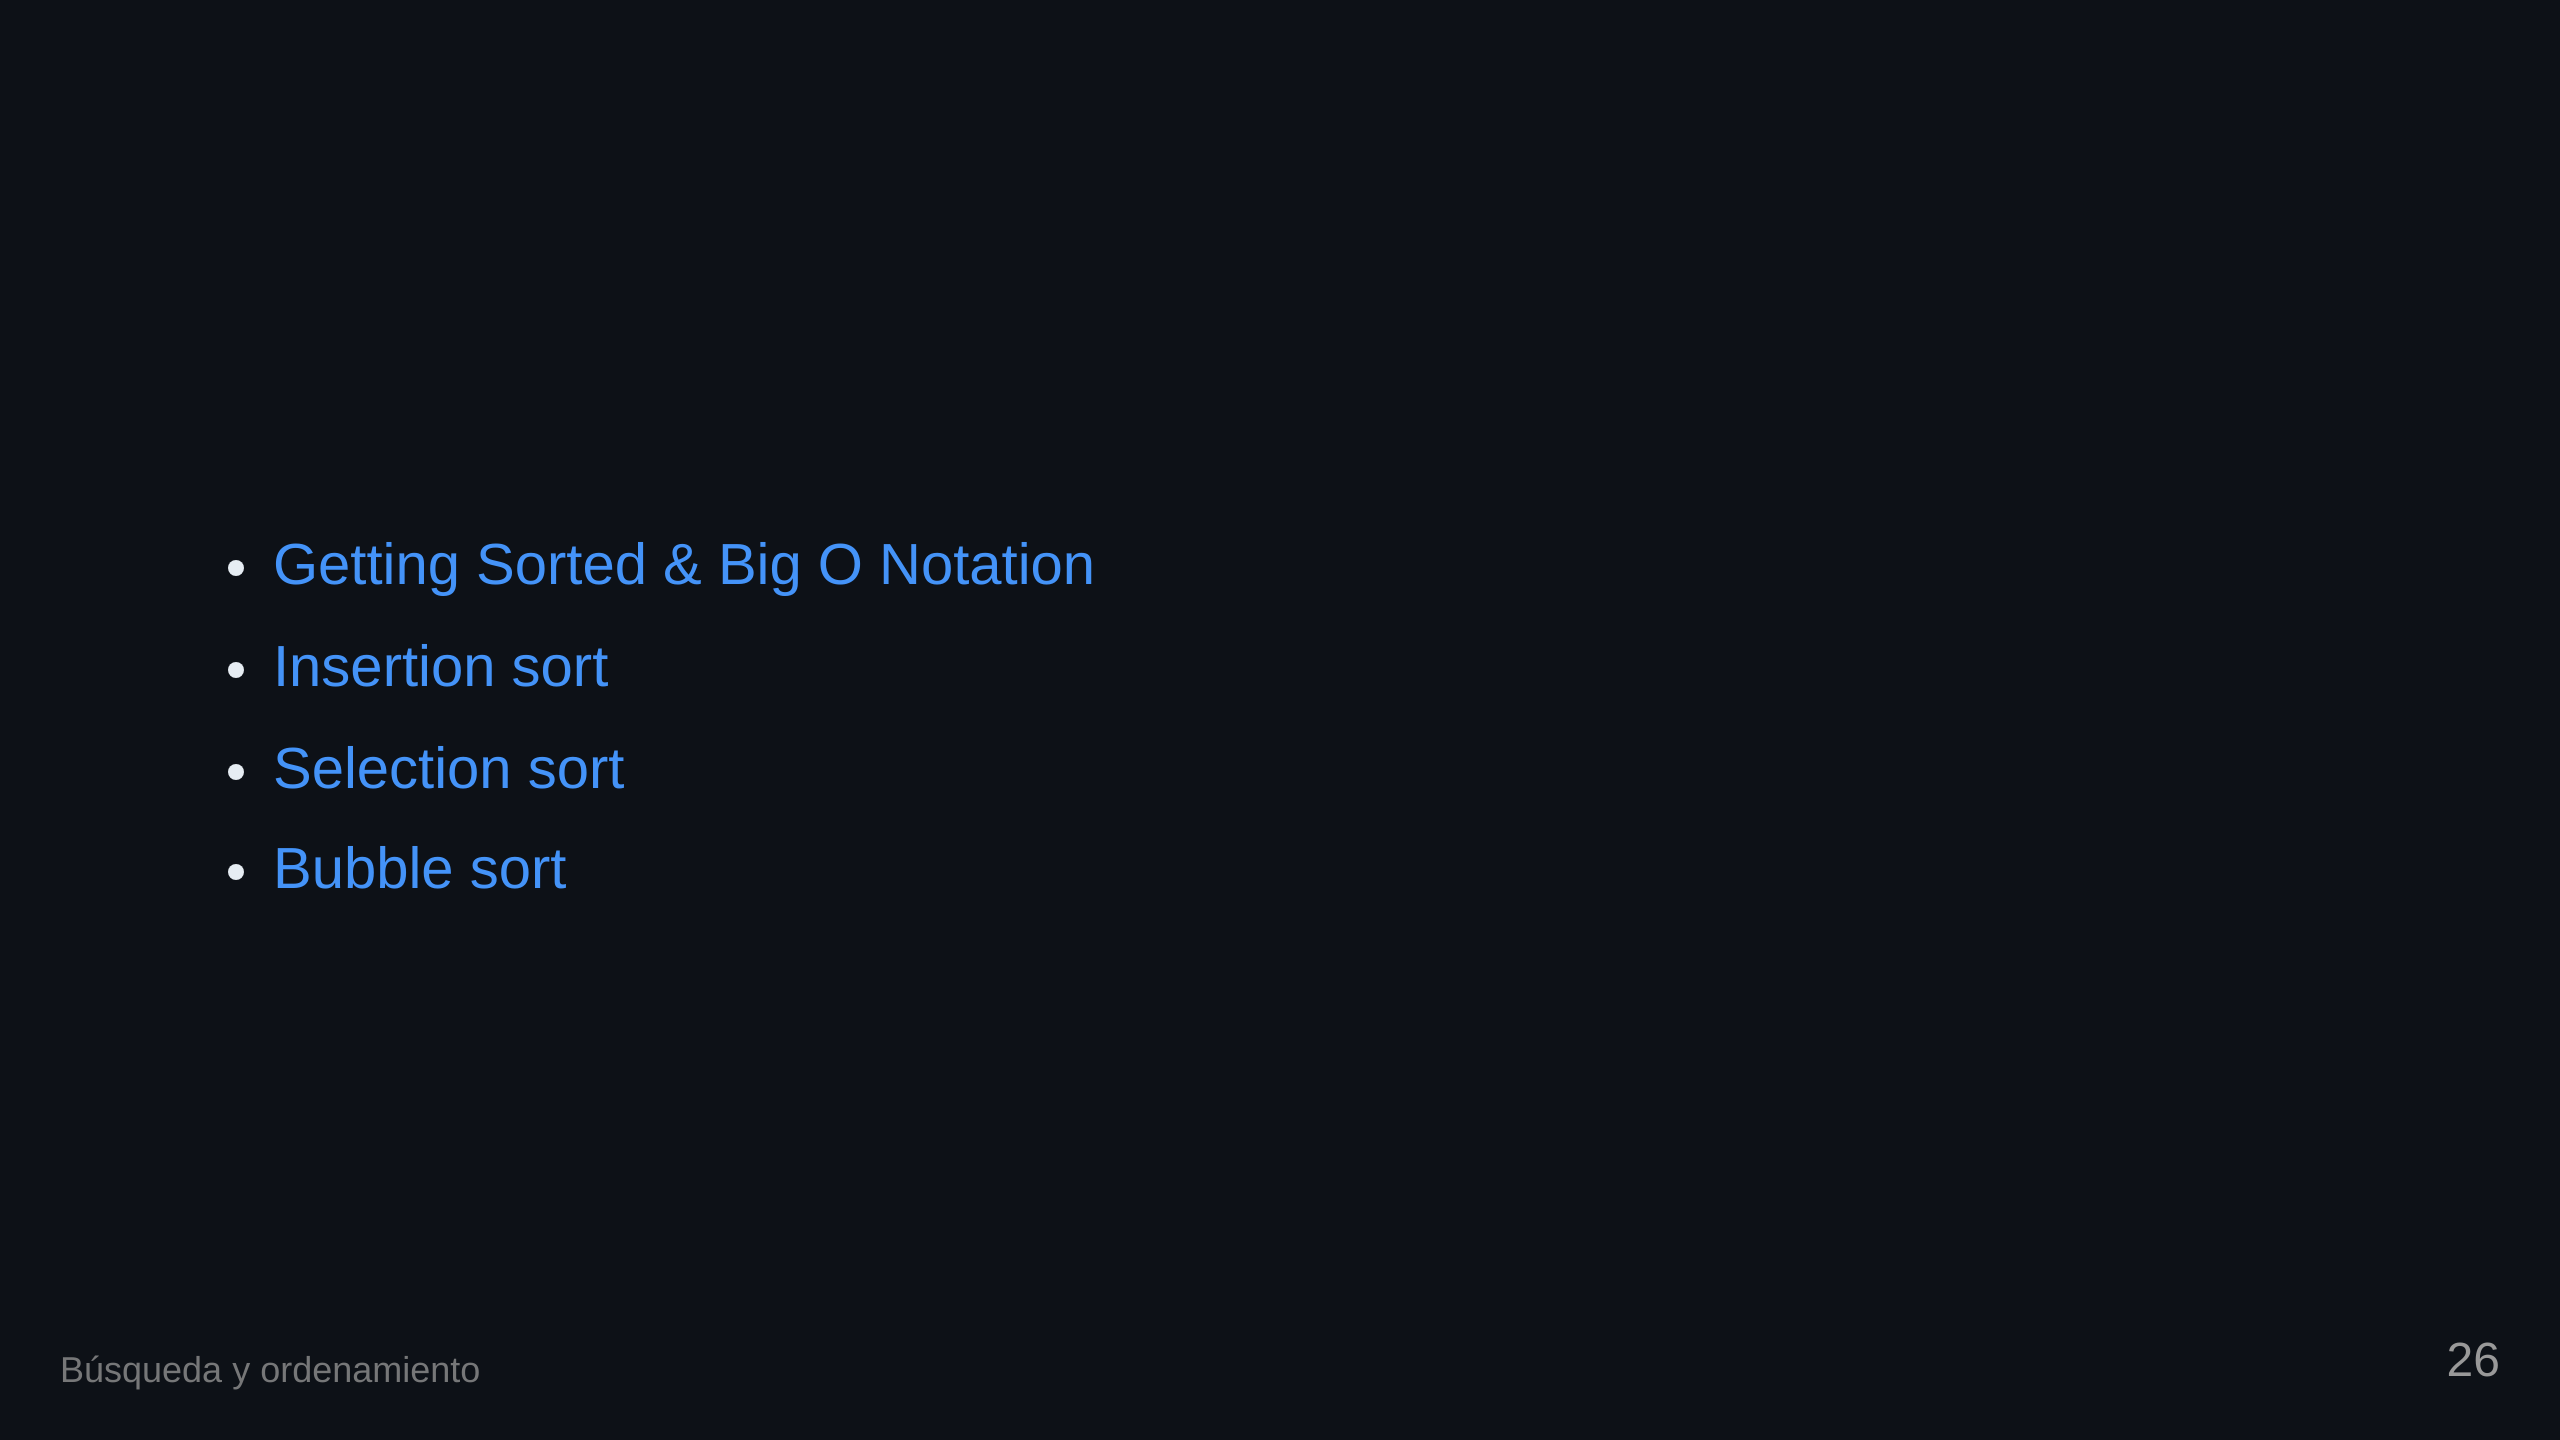 Getting Sorted & Big O Notation
Insertion sort
Selection sort
Bubble sort
Búsqueda y ordenamiento
26